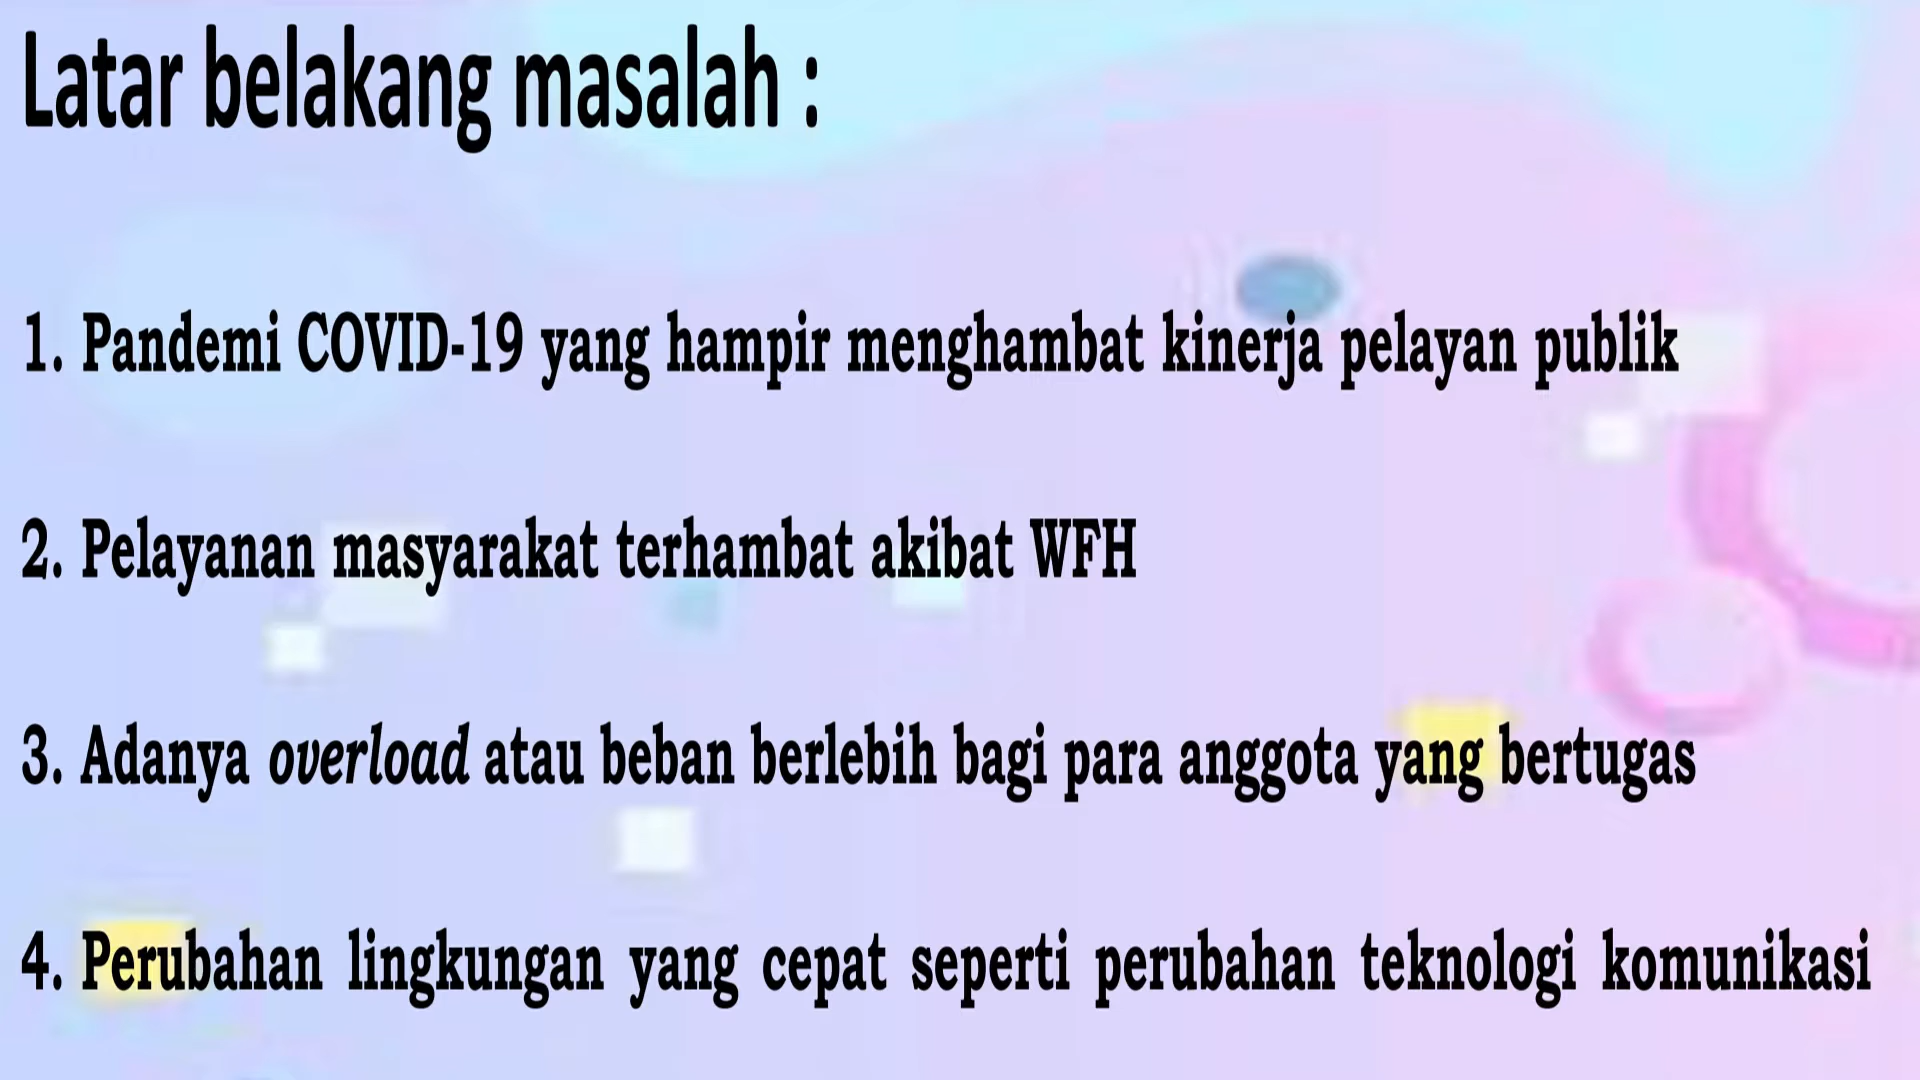 Latar belakang masalah :
1. Pandemi COVID-19 yang hampir menghambat kinerja pelayan publik
2. Pelayanan masyarakat terhambat akibat WFH
3. Adanya overload atau beban berlebih bagi para anggota yang bertugas
4. Perubahan lingkungan yang cepat seperti perubahan teknologi komunikasi